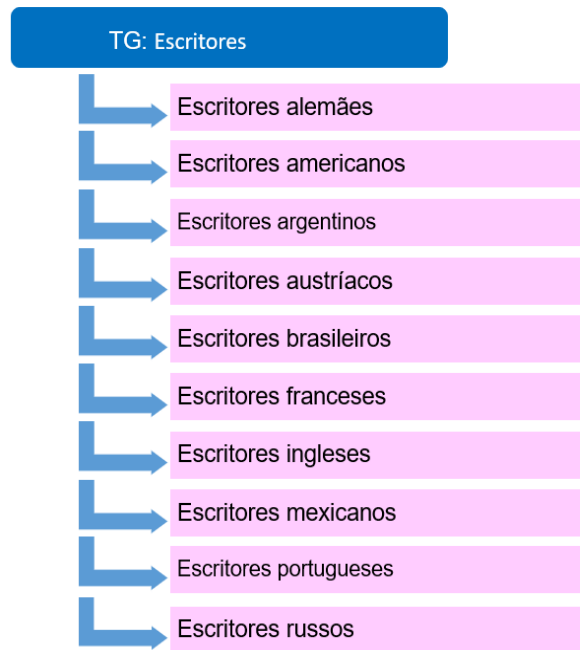 TG: Escritores
Escritores alemães
Escritores americanos
Escritores argentinos
Escritores austríacos
Escritores brasileiros
Escritores franceses
Escritores ingleses
Escritores mexicanos
Escritores portugueses
Escritores russos